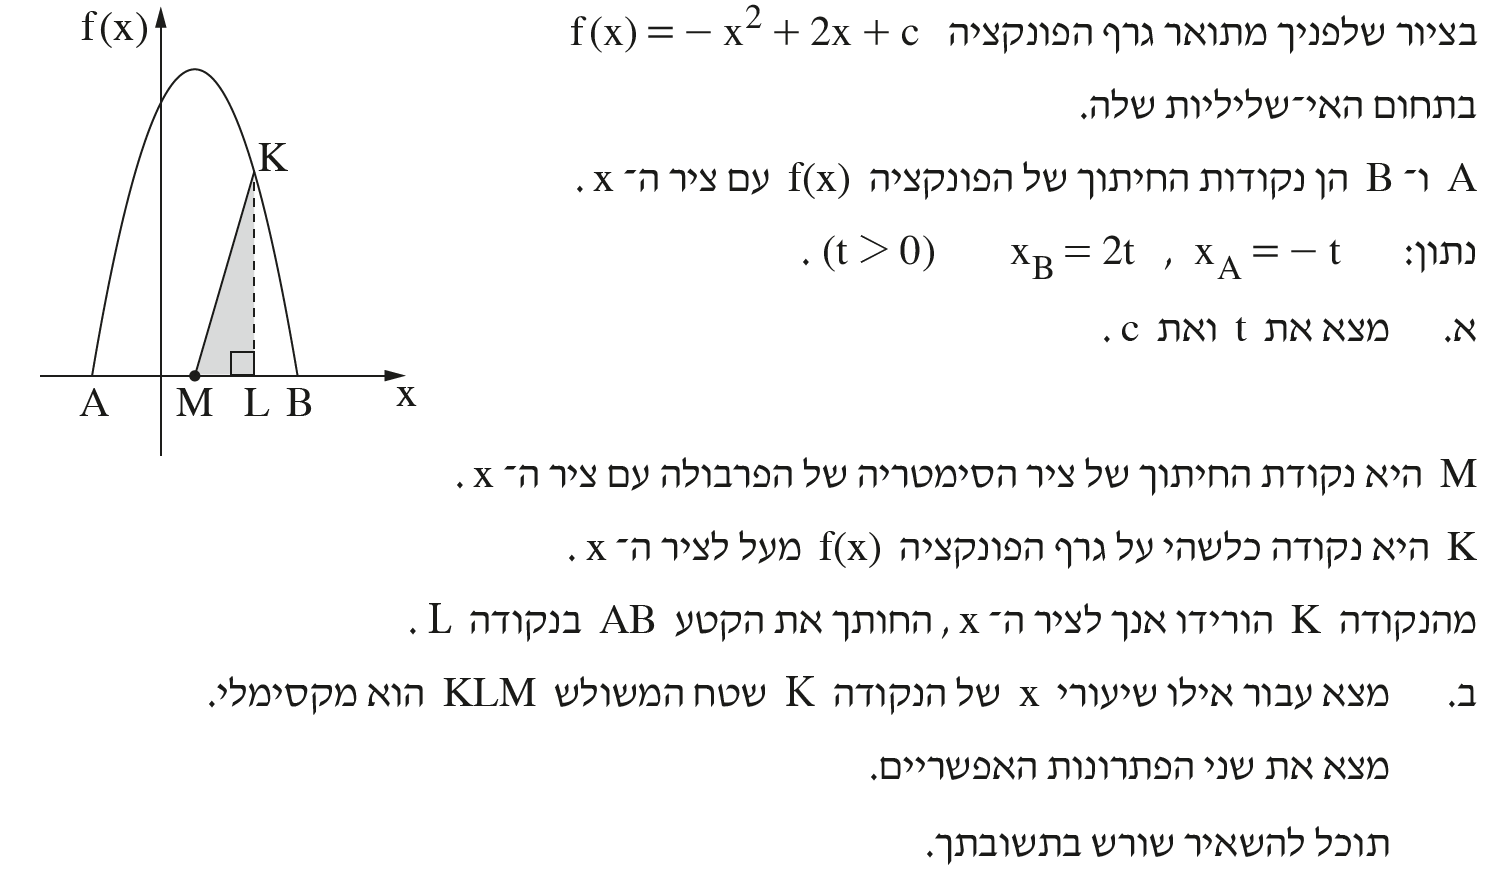 בציור שלפניך מתואר גרף הפונקציה f(x) = − x² + 2x + c
בתחום האי־שליליות שלה.
A ו־ B הן נקודות החיתוך של הפונקציה f(x) עם ציר ה־ x .
נתון: x_A = − t , x_B = 2t (t > 0) .
א. מצא את t ואת c .
M היא נקודת החיתוך של ציר הסימטריה של הפרבולה עם ציר ה־ x .
K היא נקודה כלשהי על גרף הפונקציה f(x) מעל לציר ה־ x .
מהנקודה K הורידו אנך לציר ה־ x , החותך את הקטע AB בנקודה L .
ב. מצא עבור אילו שיעורי x של הנקודה K שטח המשולש KLM הוא מקסימלי.
מצא את שני הפתרונות האפשריים.
תוכל להשאיר שורש בתשובתך.
f(x)
K
A M L B x